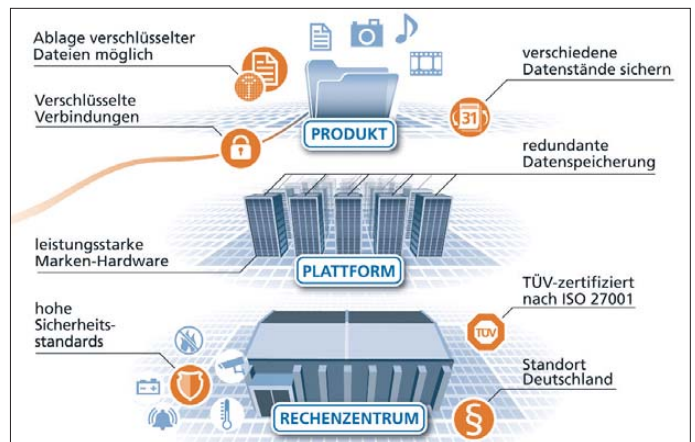 Ablage verschlüsselter
Dateien möglich
verschiedene
Datenstände sichern
31
Verschlüsselte
Verbindungen
PRODUKT
redundante
Datenspeicherung
leistungsstarke
Marken-Hardware
PLATTFORM
TÜV-zertifiziert
nach ISO 27001
TÜV
hohe
Sicherheits-
standards
Standort
Deutschland
§
RECHENZENTRUM